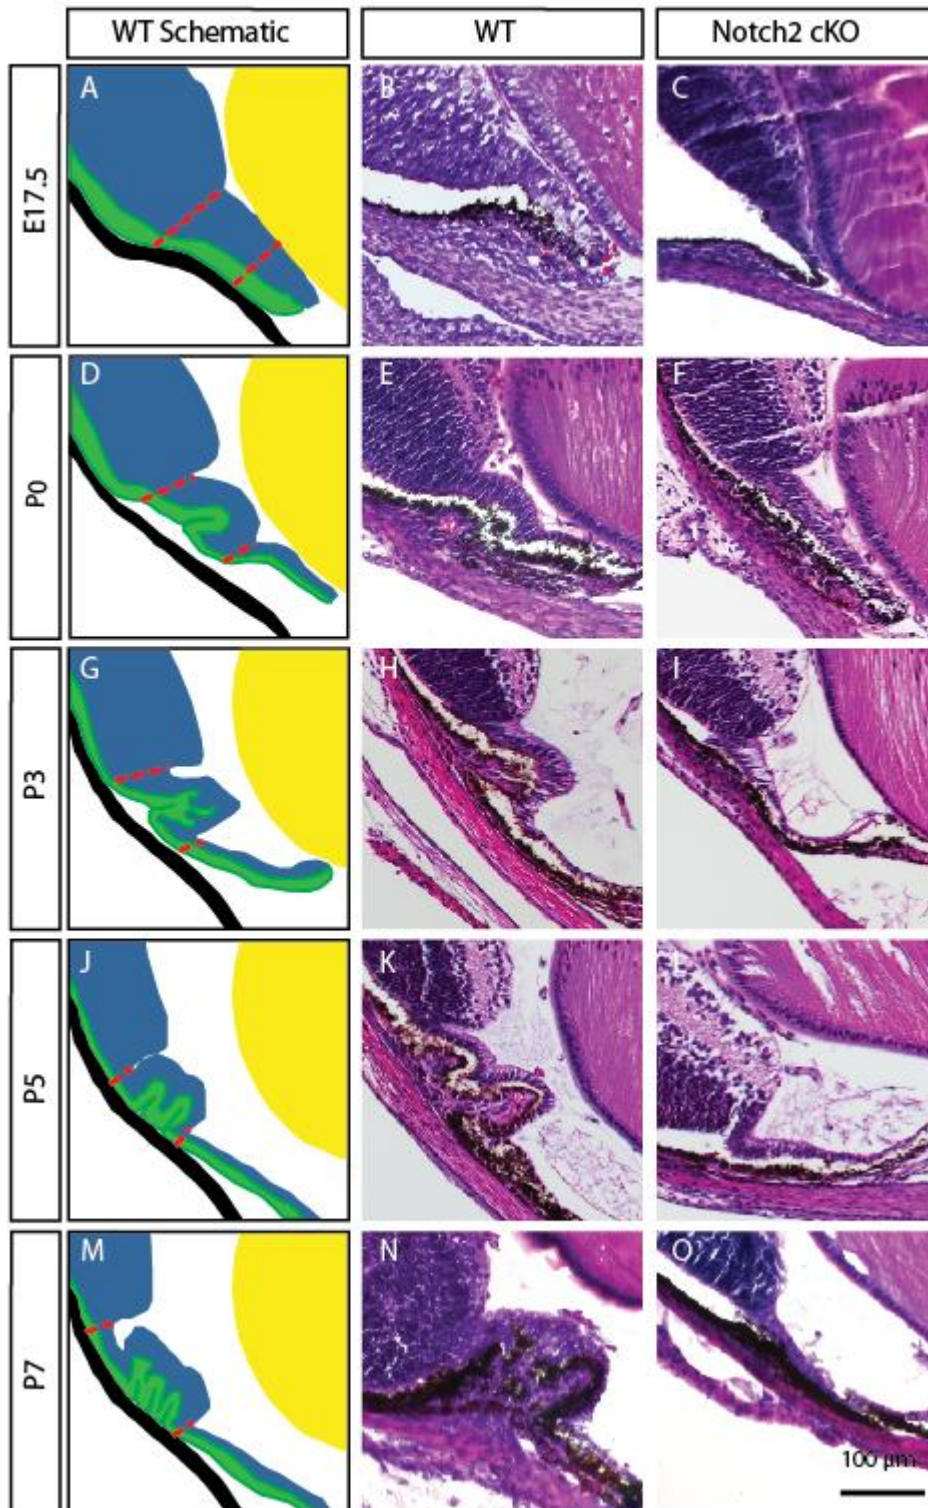 WT Schematic WT Notch2 cKO
E17.5
A B C
P0
D E F
P3
G H I
P5
J K L
P7
M N O
100 µm